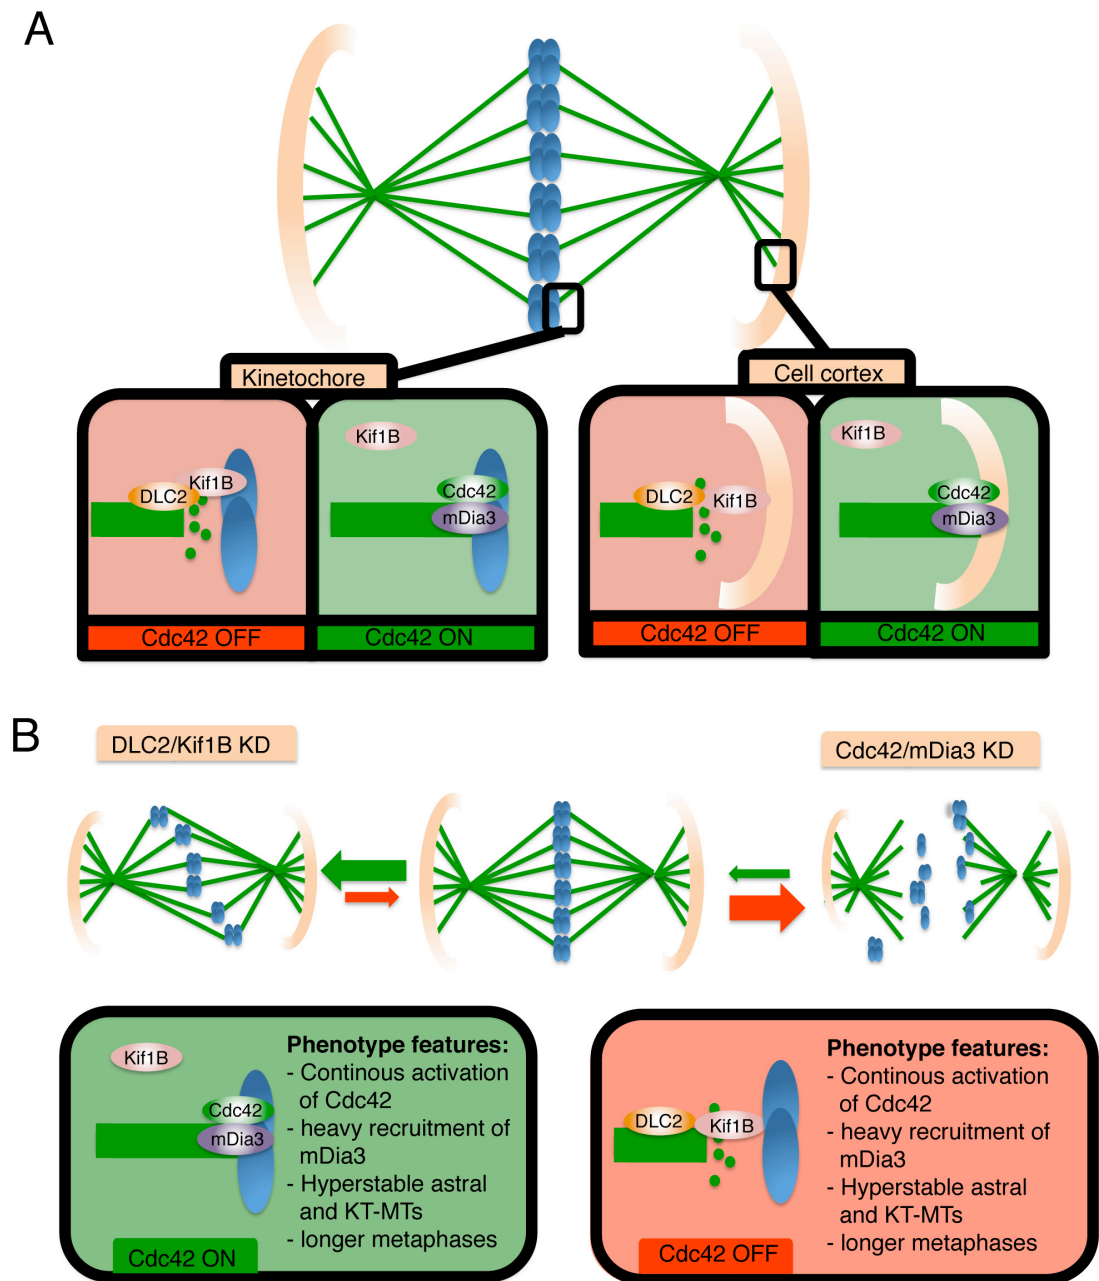 A
Kinetochore
Cell cortex
Kif1B
DLC2
Kif1B
Cdc42
mDia3
Cdc42 OFF
Cdc42 ON
DLC2
Kif1B
Kif1B
Cdc42
mDia3
Cdc42 OFF
Cdc42 ON
B
DLC2/Kif1B KD
Cdc42/mDia3 KD
Kif1B
Cdc42
mDia3
Cdc42 ON
Phenotype features:
- Continous activation
of Cdc42
- heavy recruitment of
mDia3
- Hyperstable astral
and KT-MTs
- longer metaphases
DLC2
Kif1B
Cdc42 OFF
Phenotype features:
- Continous activation
of Cdc42
- heavy recruitment of
mDia3
- Hyperstable astral
and KT-MTs
- longer metaphases